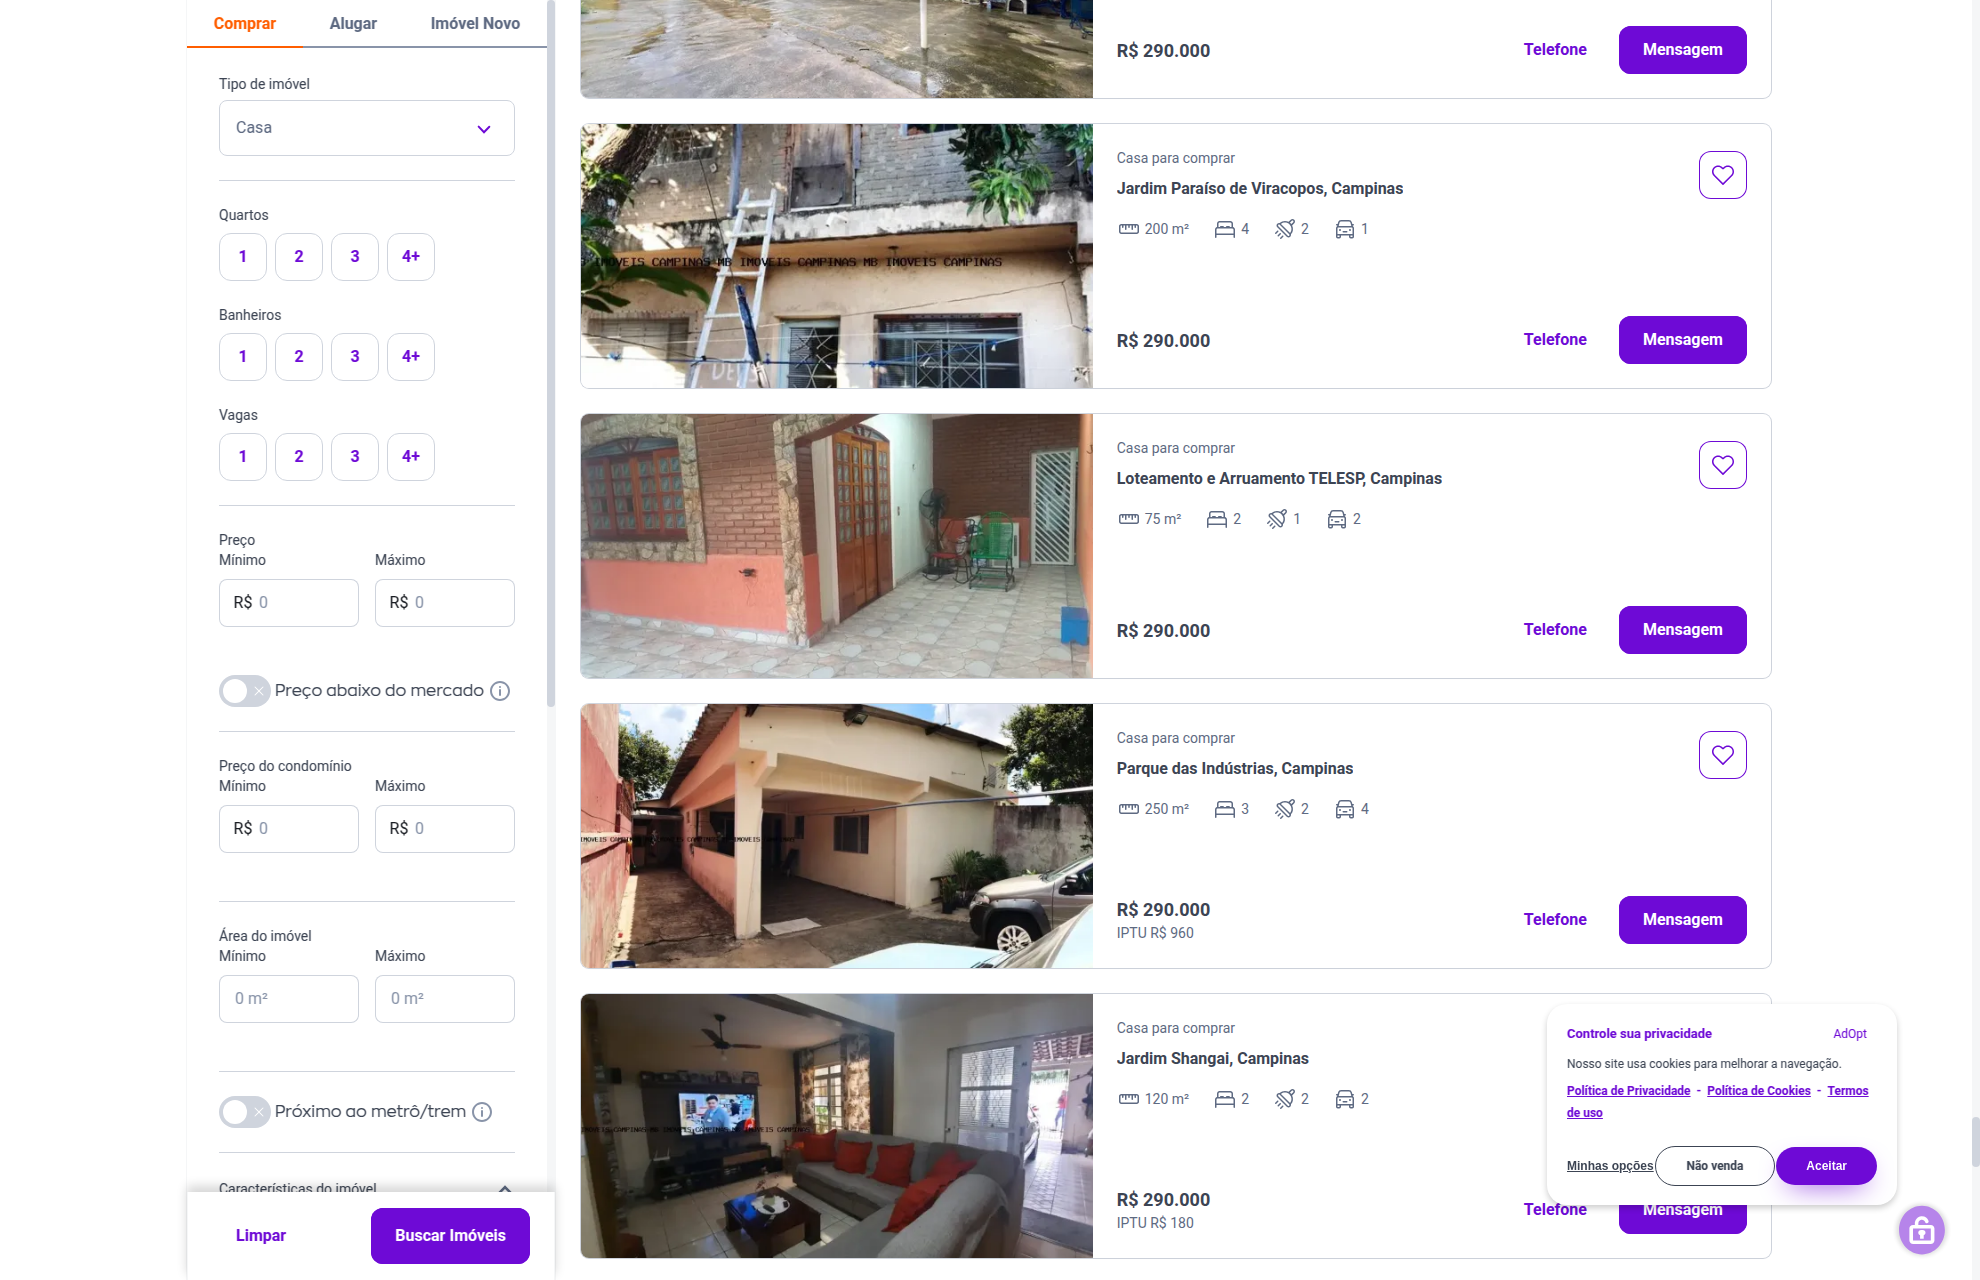 Comprar
Alugar
Imóvel Novo
Tipo de imóvel
Casa
Quartos
1
2
3
4+
Banheiros
1
2
3
4+
Vagas
1
2
3
4+
Preço
Mínimo
Máximo
R$ 0
R$ 0
Preço abaixo do mercado
Preço do condomínio
Mínimo
Máximo
R$ 0
R$ 0
Área do imóvel
Mínimo
Máximo
0 m²
0 m²
Próximo ao metrô/trem
Características do imóvel
Limpar
Buscar Imóveis
R$ 290.000
Telefone
Mensagem
IMOVEIS CAMPINAS MB IMOVEIS CAMPINAS MB IMOVEIS CAMPINAS
Casa para comprar
Jardim Paraíso de Viracopos, Campinas
200 m²
4
2
1
R$ 290.000
Telefone
Mensagem
Casa para comprar
Loteamento e Arruamento TELESP, Campinas
75 m²
2
1
2
R$ 290.000
Telefone
Mensagem
Casa para comprar
Parque das Indústrias, Campinas
250 m²
3
2
4
R$ 290.000
IPTU R$ 960
Telefone
Mensagem
Casa para comprar
Jardim Shangai, Campinas
120 m²
2
2
2
R$ 290.000
IPTU R$ 180
Telefone
Mensagem
Controle sua privacidade
AdOpt
Nosso site usa cookies para melhorar a navegação.
Política de Privacidade - Política de Cookies - Termos
de uso
Minhas opções
Não venda
Aceitar